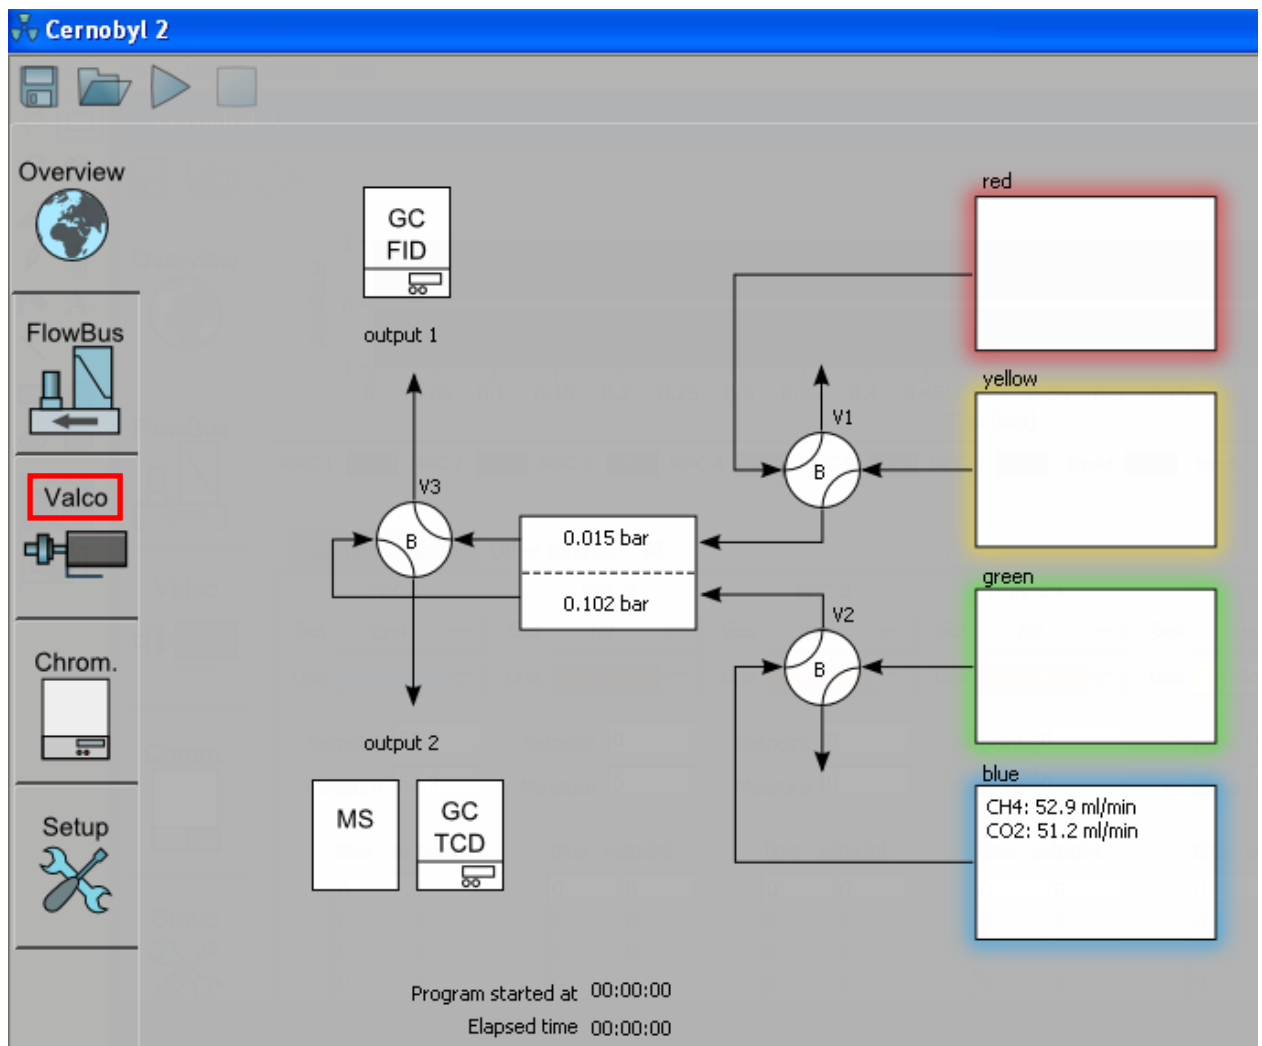 Cernobyl 2
Overview
FlowBus
Valco
Chrom.
Setup
GC
FID
output 1
V3
B
0.015 bar
0.102 bar
output 2
MS
GC
TCD
V1
B
V2
B
red
yellow
green
blue
CH4: 52.9 ml/min
CO2: 51.2 ml/min
Program started at 00:00:00
Elapsed time 00:00:00